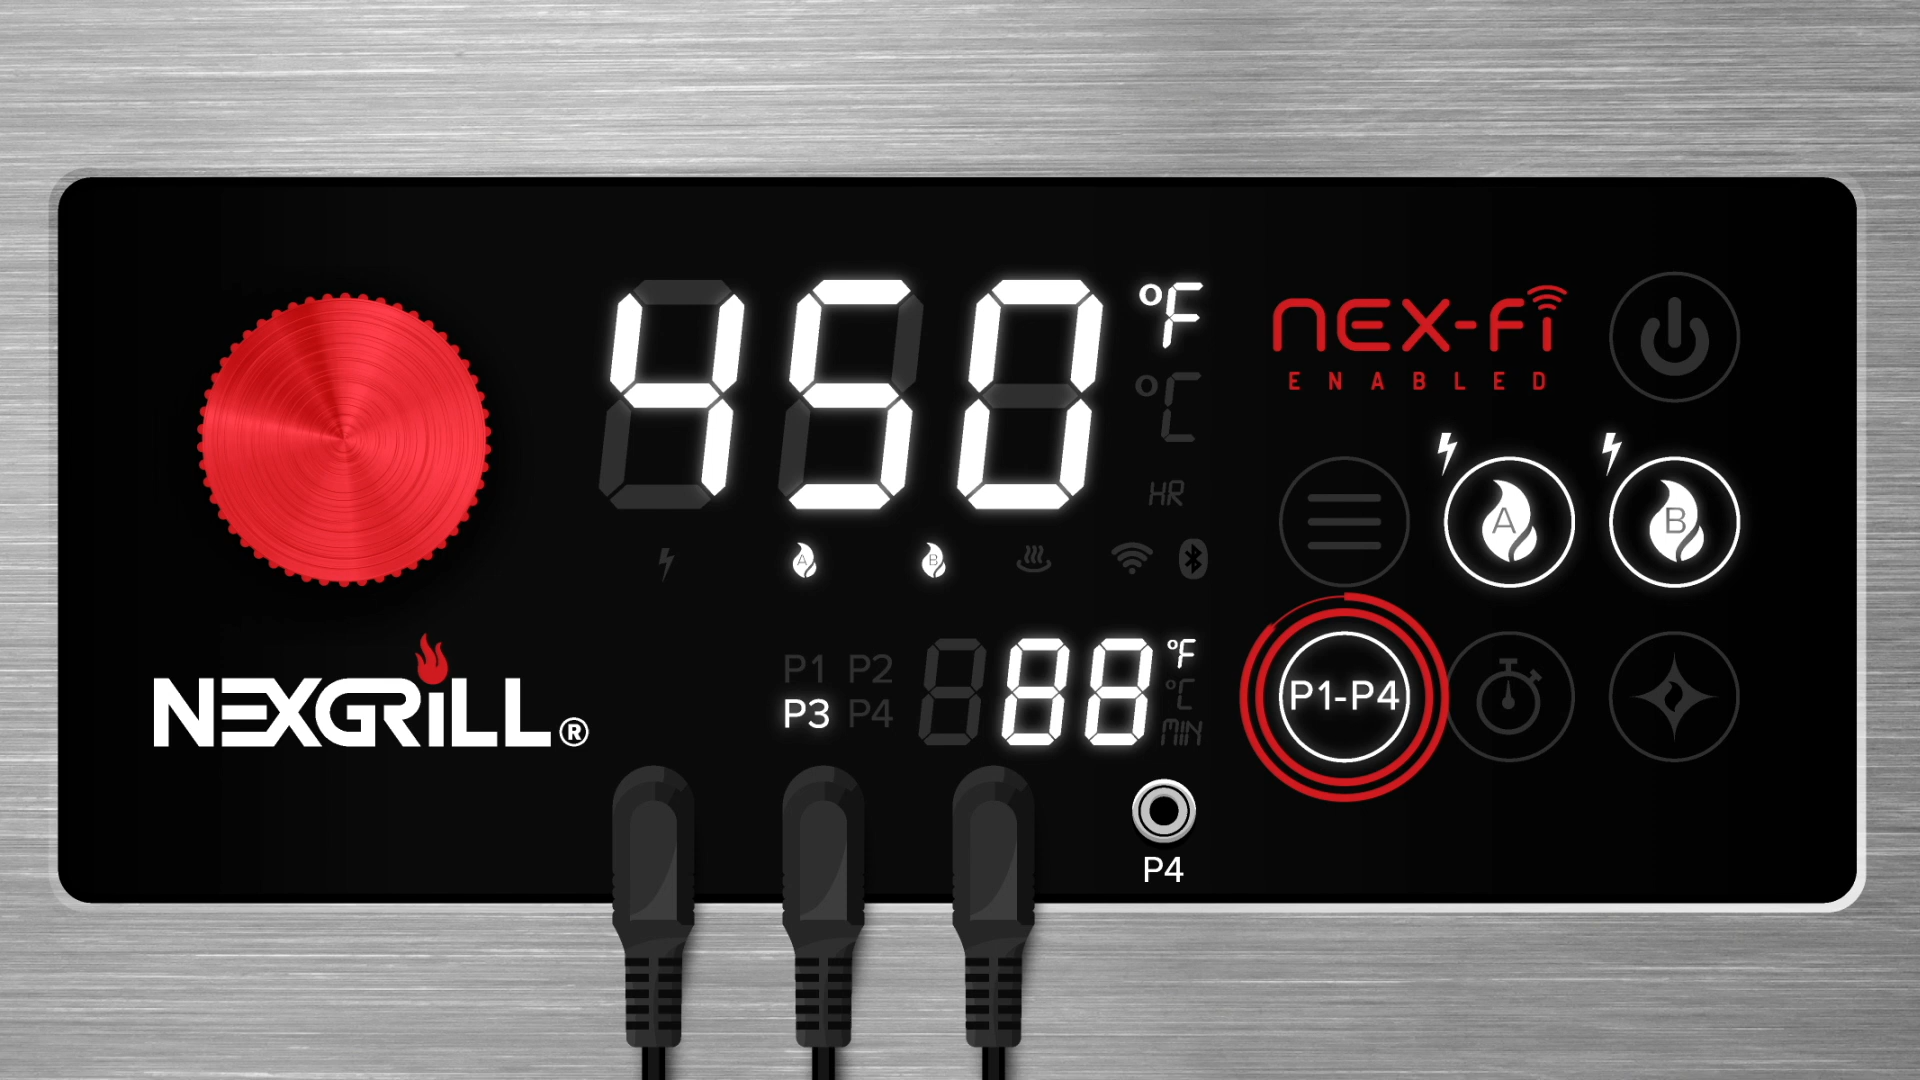 450 °F
°C
HR
NEX-Fi
ENABLED
A B
A B
P1 P2
P3 P4
88 °F
°C
MIN
P1-P4
NEXGRiLL®
P4